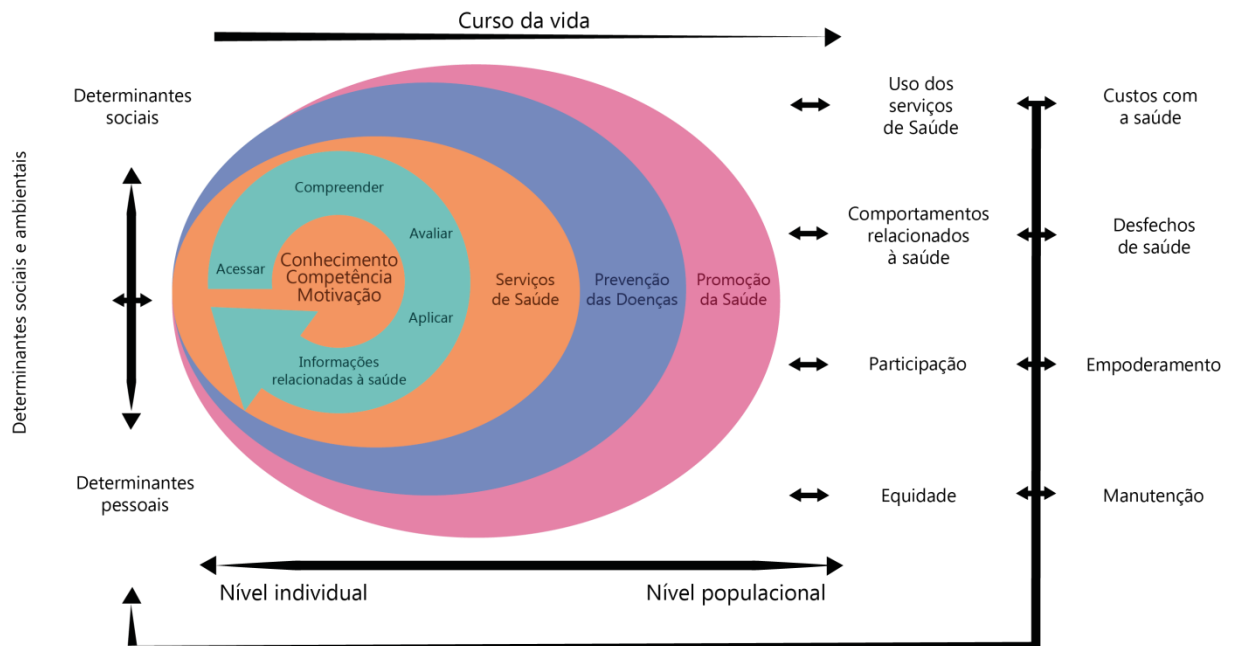 Curso da vida
Determinantes
sociais
Determinantes sociais e ambientais
Determinantes
pessoais
Compreender
Avaliar
Acessar
Conhecimento
Competência
Motivação
Aplicar
Informações
relacionadas à saúde
Serviços
de Saúde
Prevenção
das Doenças
Promoção
da Saúde
Uso dos
serviços
de Saúde
Custos com
a saúde
Comportamentos
relacionados
à saúde
Desfechos
de saúde
Participação
Empoderamento
Equidade
Manutenção
Nível individual
Nível populacional